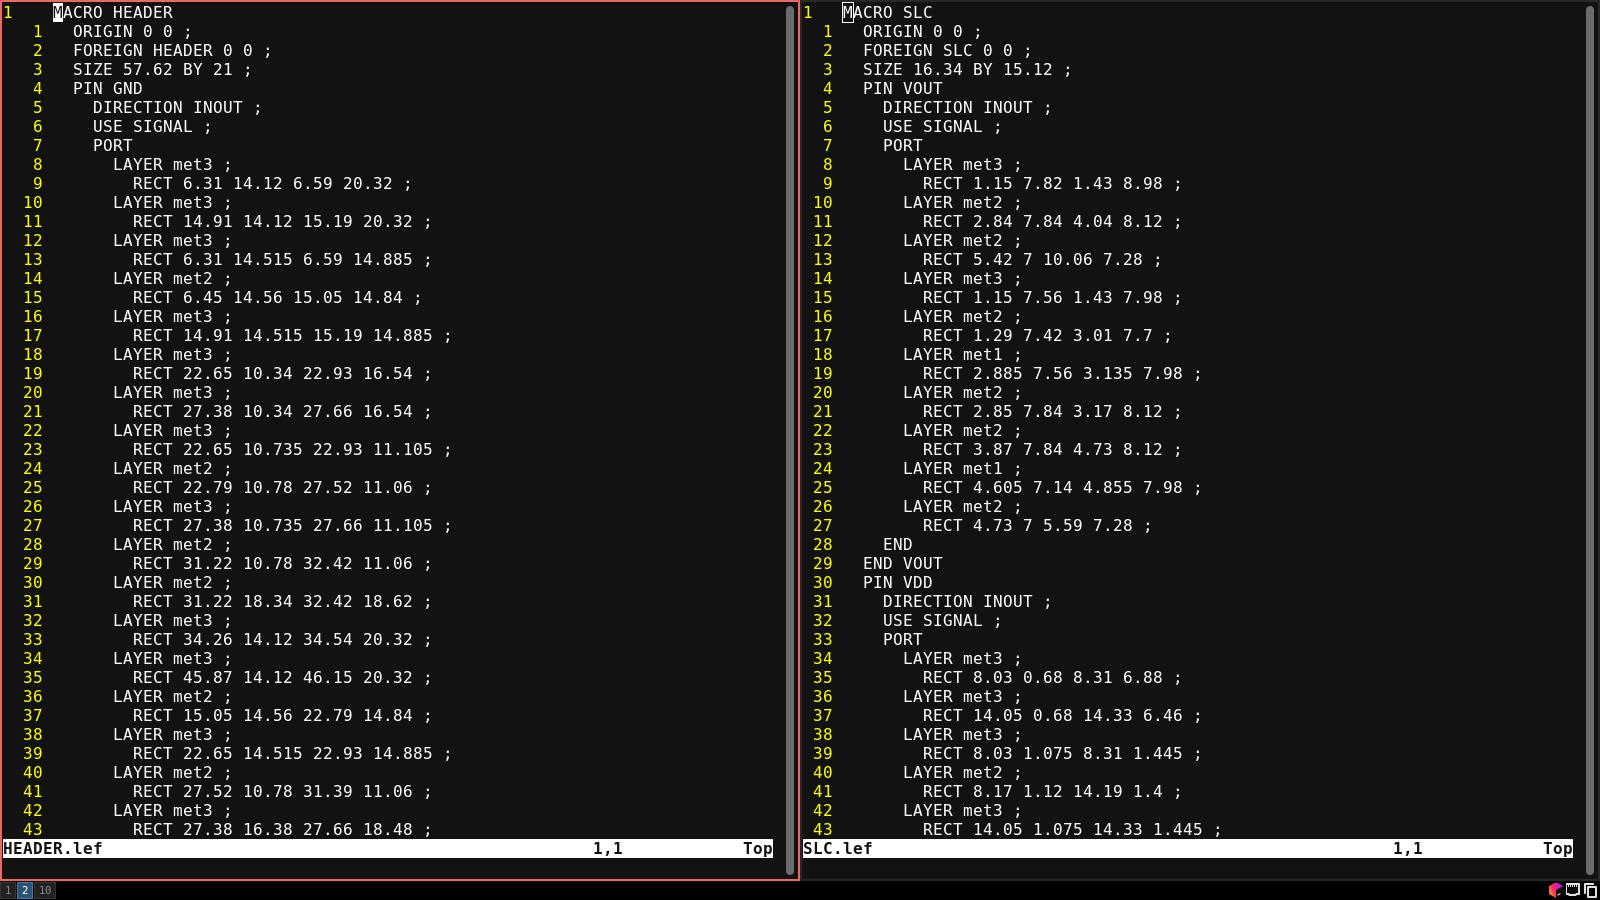 1    MACRO HEADER
1   ORIGIN 0 0 ;
2   FOREIGN HEADER 0 0 ;
3   SIZE 57.62 BY 21 ;
4   PIN GND
5     DIRECTION INOUT ;
6     USE SIGNAL ;
7     PORT
8       LAYER met3 ;
9         RECT 6.31 14.12 6.59 20.32 ;
10       LAYER met3 ;
11         RECT 14.91 14.12 15.19 20.32 ;
12       LAYER met3 ;
13         RECT 6.31 14.515 6.59 14.885 ;
14       LAYER met2 ;
15         RECT 6.45 14.56 15.05 14.84 ;
16       LAYER met3 ;
17         RECT 14.91 14.515 15.19 14.885 ;
18       LAYER met3 ;
19         RECT 22.65 10.34 22.93 16.54 ;
20       LAYER met3 ;
21         RECT 27.38 10.34 27.66 16.54 ;
22       LAYER met3 ;
23         RECT 22.65 10.735 22.93 11.105 ;
24       LAYER met2 ;
25         RECT 22.79 10.78 27.52 11.06 ;
26       LAYER met3 ;
27         RECT 27.38 10.735 27.66 11.105 ;
28       LAYER met2 ;
29         RECT 31.22 10.78 32.42 11.06 ;
30       LAYER met2 ;
31         RECT 31.22 18.34 32.42 18.62 ;
32       LAYER met3 ;
33         RECT 34.26 14.12 34.54 20.32 ;
34       LAYER met3 ;
35         RECT 45.87 14.12 46.15 20.32 ;
36       LAYER met2 ;
37         RECT 15.05 14.56 22.79 14.84 ;
38       LAYER met3 ;
39         RECT 22.65 14.515 22.93 14.885 ;
40       LAYER met2 ;
41         RECT 27.52 10.78 31.39 11.06 ;
42       LAYER met3 ;
43         RECT 27.38 16.38 27.66 18.48 ;
HEADER.lef 1,1 Top
1   MACRO SLC
1   ORIGIN 0 0 ;
2   FOREIGN SLC 0 0 ;
3   SIZE 16.34 BY 15.12 ;
4   PIN VOUT
5     DIRECTION INOUT ;
6     USE SIGNAL ;
7     PORT
8       LAYER met3 ;
9         RECT 1.15 7.82 1.43 8.98 ;
10       LAYER met2 ;
11         RECT 2.84 7.84 4.04 8.12 ;
12       LAYER met2 ;
13         RECT 5.42 7 10.06 7.28 ;
14       LAYER met3 ;
15         RECT 1.15 7.56 1.43 7.98 ;
16       LAYER met2 ;
17         RECT 1.29 7.42 3.01 7.7 ;
18       LAYER met1 ;
19         RECT 2.885 7.56 3.135 7.98 ;
20       LAYER met2 ;
21         RECT 2.85 7.84 3.17 8.12 ;
22       LAYER met2 ;
23         RECT 3.87 7.84 4.73 8.12 ;
24       LAYER met1 ;
25         RECT 4.605 7.14 4.855 7.98 ;
26       LAYER met2 ;
27         RECT 4.73 7 5.59 7.28 ;
28     END
29   END VOUT
30   PIN VDD
31     DIRECTION INOUT ;
32     USE SIGNAL ;
33     PORT
34       LAYER met3 ;
35         RECT 8.03 0.68 8.31 6.88 ;
36       LAYER met3 ;
37         RECT 14.05 0.68 14.33 6.46 ;
38       LAYER met3 ;
39         RECT 8.03 1.075 8.31 1.445 ;
40       LAYER met2 ;
41         RECT 8.17 1.12 14.19 1.4 ;
42       LAYER met3 ;
43         RECT 14.05 1.075 14.33 1.445 ;
SLC.lef 1,1 Top
1 2 10